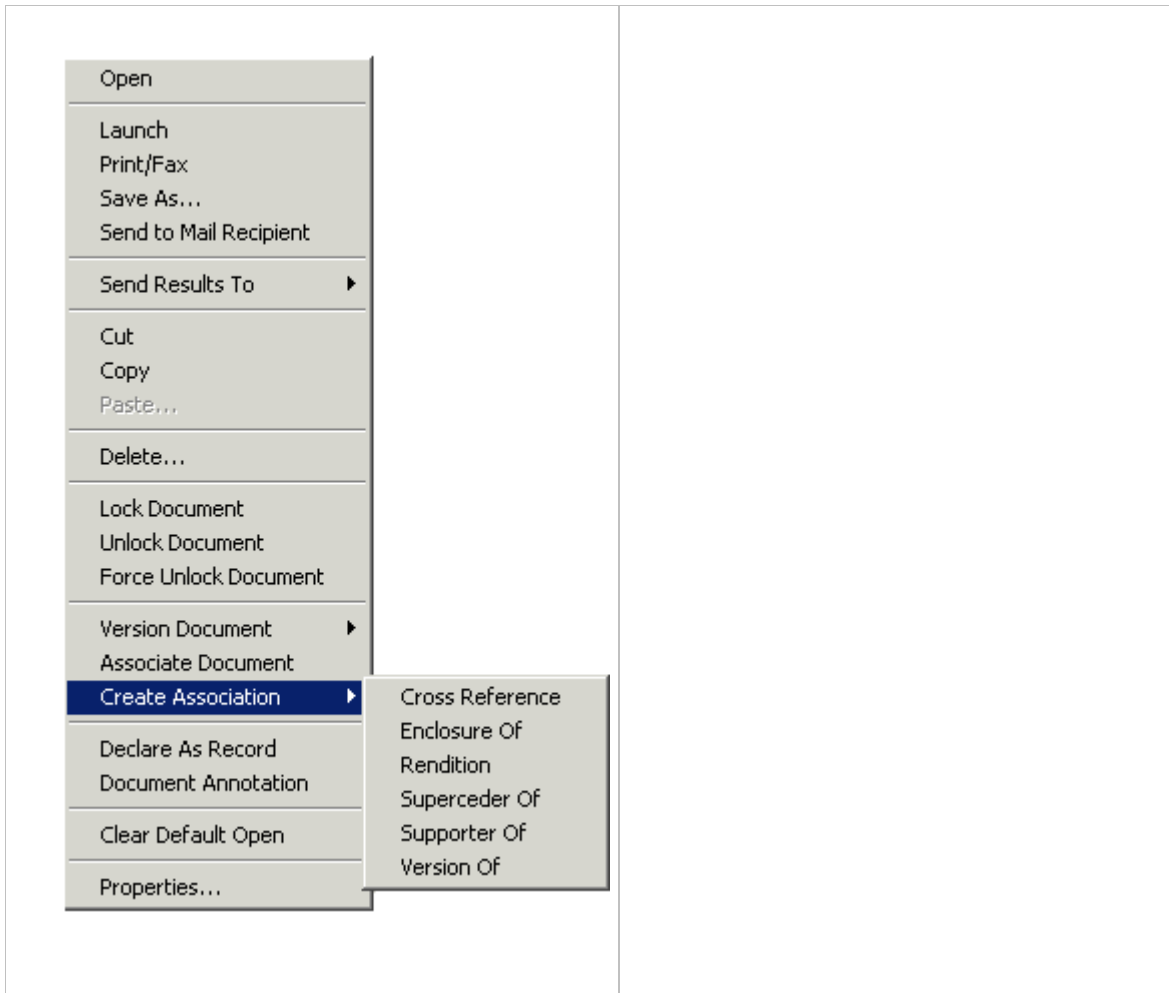 Open
Launch
Print/Fax
Save As...
Send to Mail Recipient
Send Results To
Cut
Copy
Paste...
Delete...
Lock Document
Unlock Document
Force Unlock Document
Version Document
Associate Document
Create Association
Cross Reference
Enclosure Of
Rendition
Superceder Of
Supporter Of
Version Of
Declare As Record
Document Annotation
Clear Default Open
Properties...